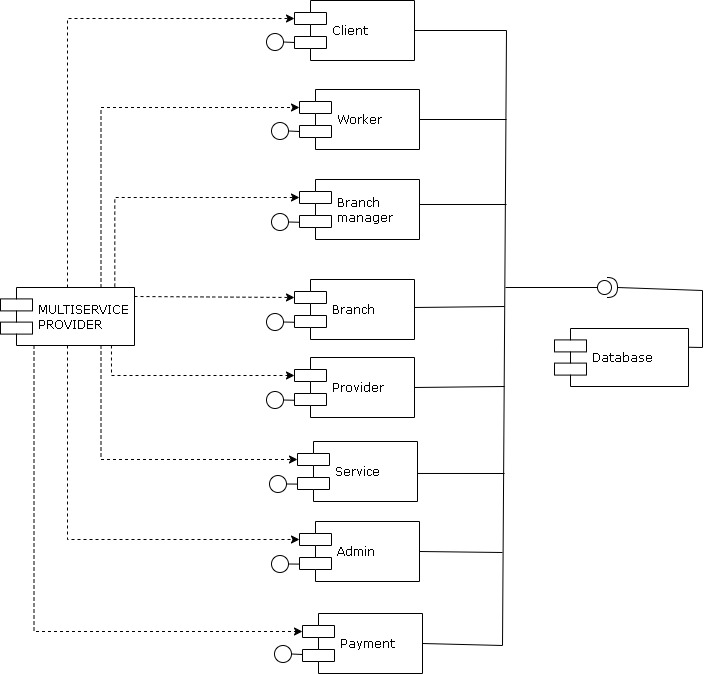 Client
Worker
Branch
manager
MULTISERVICE
PROVIDER
Branch
Database
Provider
Service
Admin
Payment